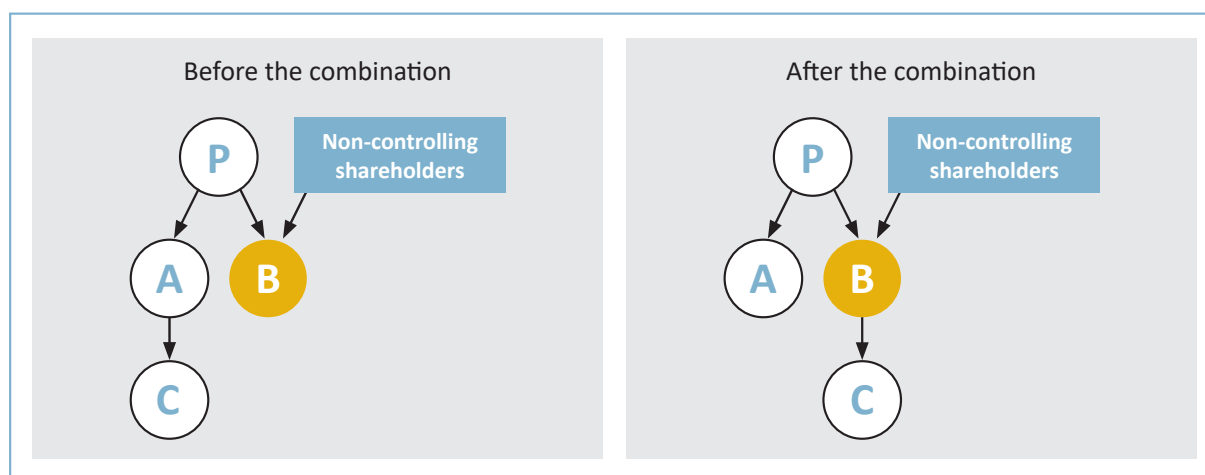 Before the combination
P
Non-controlling
shareholders
A
B
C
After the combination
P
Non-controlling
shareholders
A
B
C